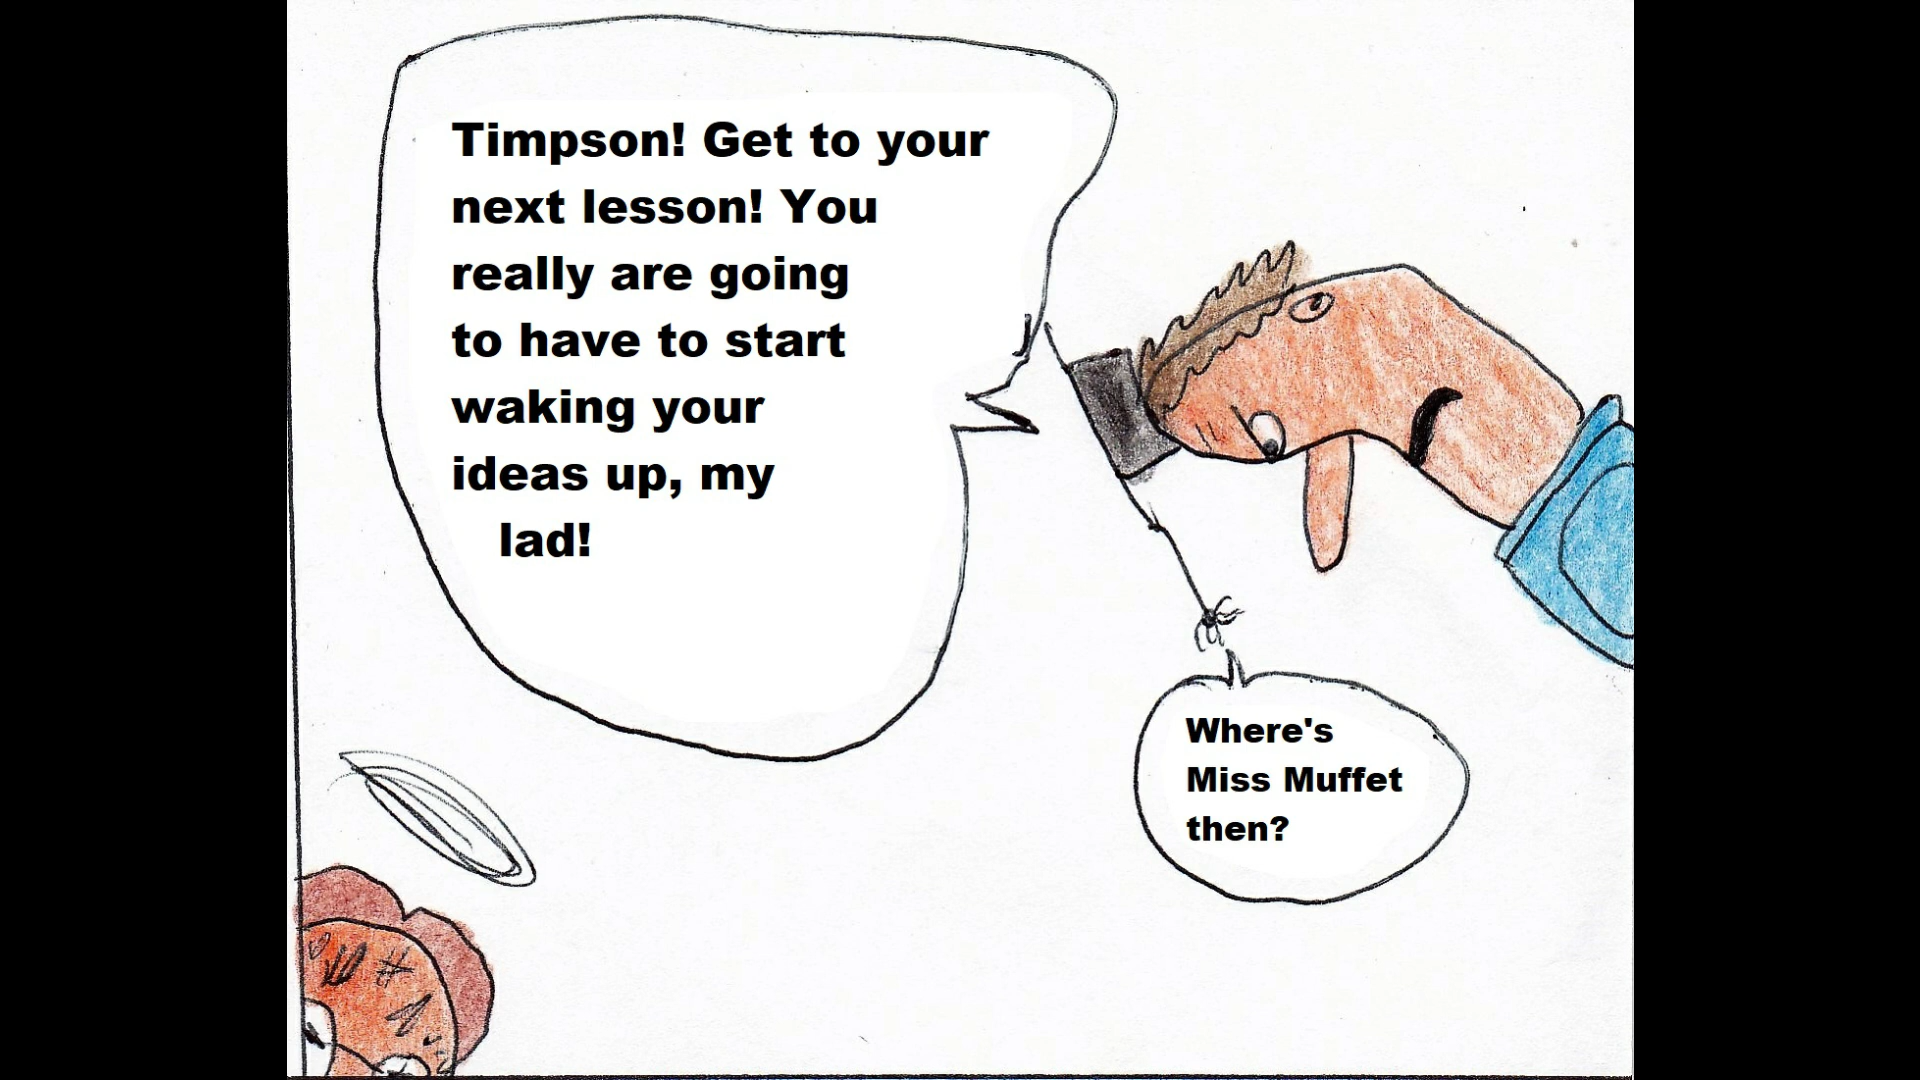 Timpson! Get to your
next lesson! You
really are going
to have to start
waking your
ideas up, my
lad!
Where's
Miss Muffet
then?